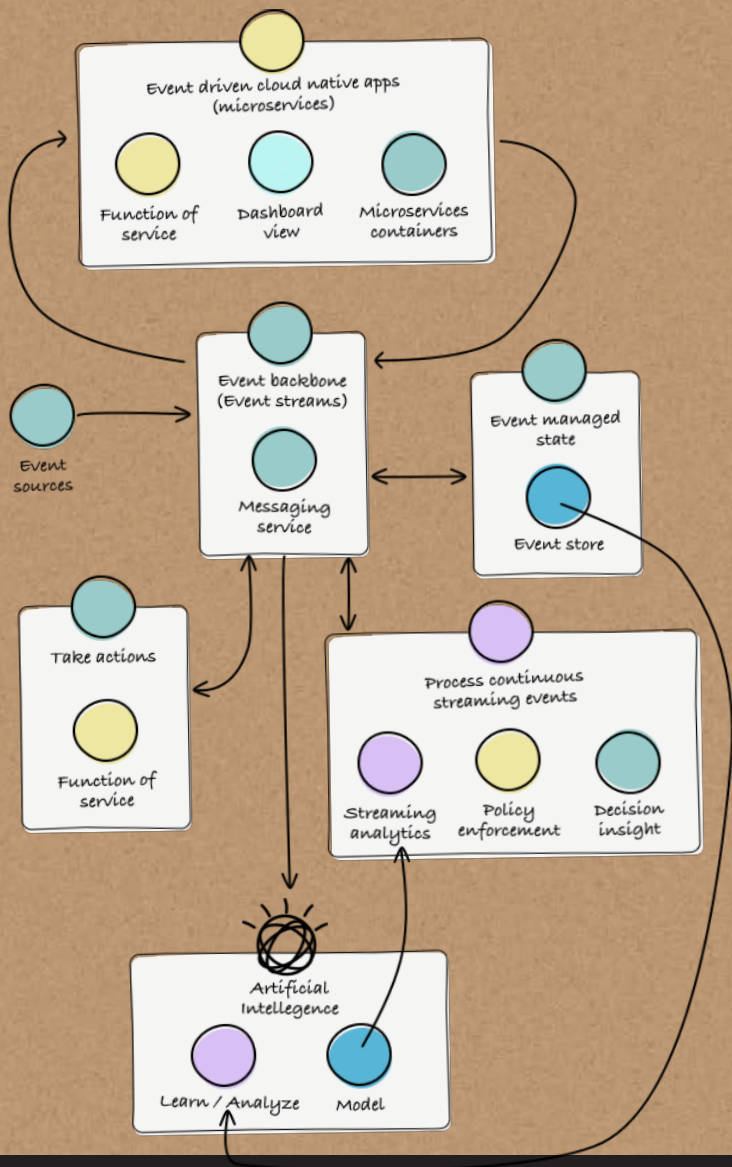 Event driven cloud native apps
(microservices)
Function of
service
Dashboard
view
Microservices
containers
Event backbone
(Event streams)
Messaging
service
Event managed
state
Event store
Event
sources
Take actions
Function of
service
Process continuous
streaming events
Streaming
analytics
Policy
enforcement
Decision
insight
Artificial
Intellegence
Learn / Analyze
Model